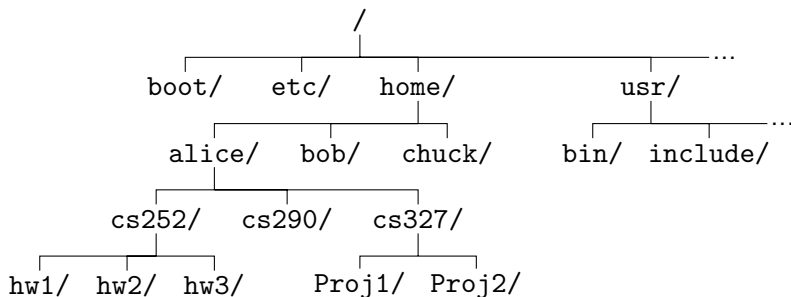 /
boot/ etc/ home/ usr/ ...
alice/ bob/ chuck/ bin/ include/ ...
cs252/ cs290/ cs327/
hw1/ hw2/ hw3/ Proj1/ Proj2/